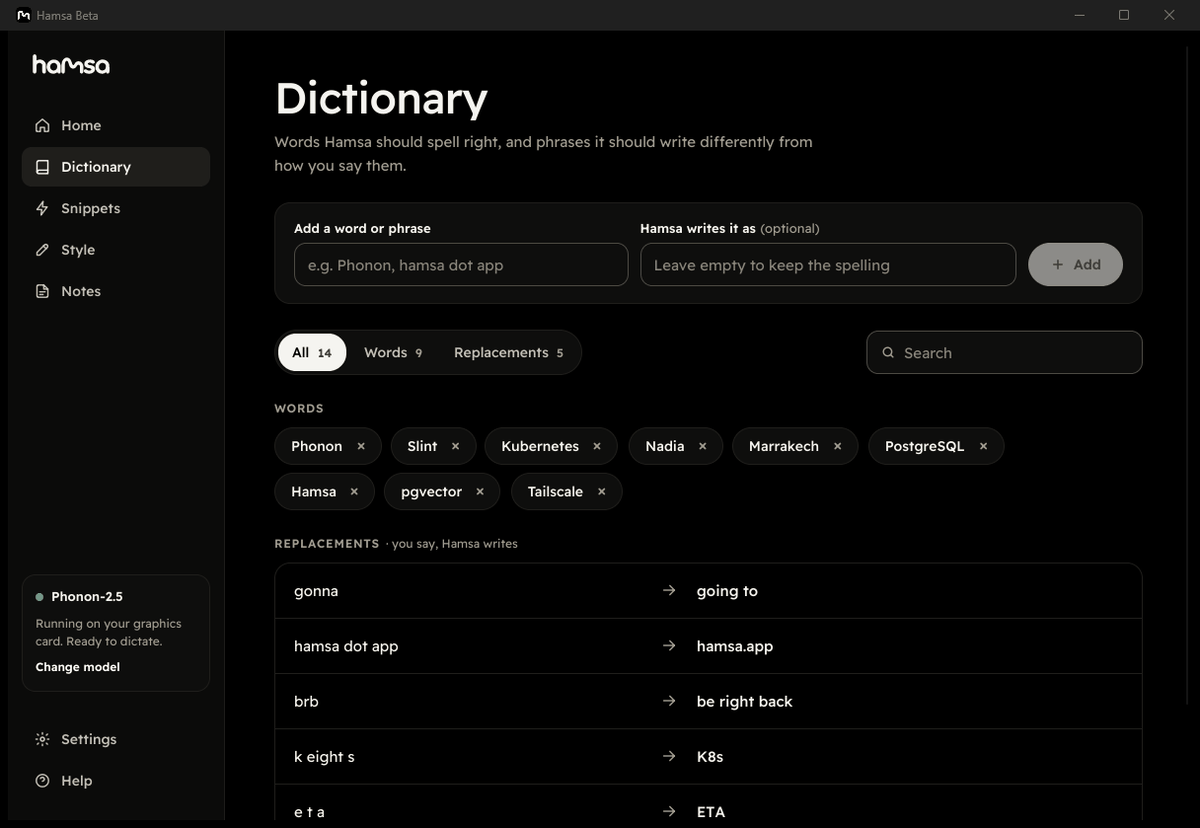 Hamsa Beta
hamsa
Home
Dictionary
Snippets
Style
Notes
Phonon-2.5
Running on your graphics
card. Ready to dictate.
Change model
Settings
Help
Dictionary
Words Hamsa should spell right, and phrases it should write differently from
how you say them.
Add a word or phrase
Hamsa writes it as (optional)
e.g. Phonon, hamsa dot app
Leave empty to keep the spelling
+ Add
All 14 Words 9 Replacements 5
Search
WORDS
Phonon × Slint × Kubernetes × Nadia × Marrakech × PostgreSQL ×
Hamsa × pgvector × Tailscale ×
REPLACEMENTS · you say, Hamsa writes
gonna → going to
hamsa dot app → hamsa.app
brb → be right back
k eight s → K8s
e t a → ETA